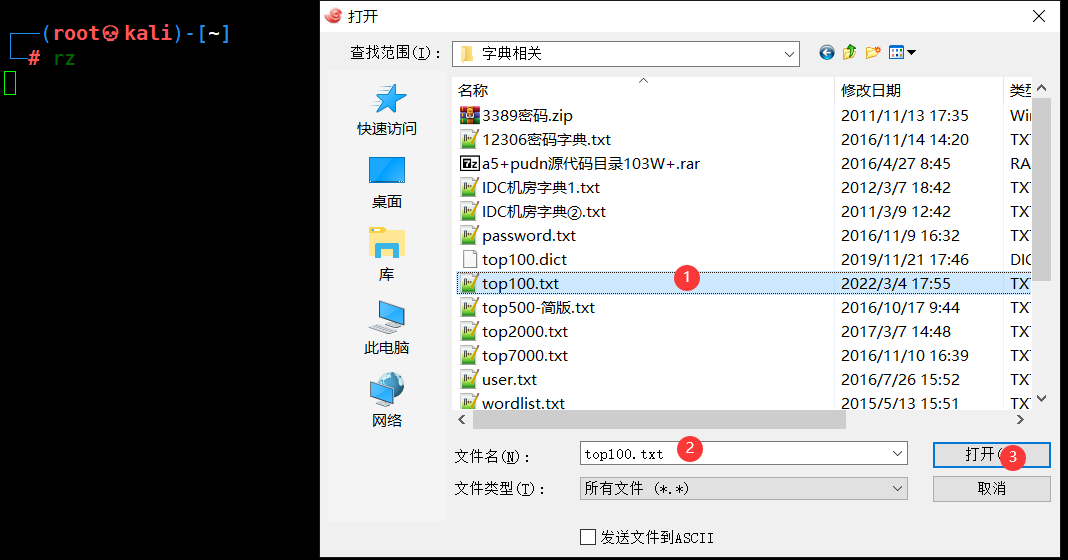 ┌──(root㉿kali)-[~]
└─# rz
打开
查找范围(I)：
字典相关
快速访问
桌面
库
此电脑
网络
名称 修改日期 类型
3389密码.zip 2011/11/13 17:35 Wi
12306密码字典.txt 2016/11/14 14:20 TX
a5+pudn源代码目录103W+.rar 2016/4/27 8:45 RA
IDC机房字典1.txt 2012/3/7 18:42 TX
IDC机房字典②.txt 2011/3/9 12:42 TX
password.txt 2016/11/9 16:32 TX
top100.dict 2019/11/21 17:46 DI
top100.txt 1 2022/3/4 17:55 TX
top500-简版.txt 2016/10/17 9:44 TX
top2000.txt 2017/3/7 14:48 TX
top7000.txt 2016/11/10 16:39 TX
user.txt 2016/7/26 15:52 TX
wordlist.txt 2015/5/13 15:51 TX
文件名(N)： top100.txt 2 打开( 3
文件类型(T)： 所有文件 (*.*) 取消
发送文件到ASCII